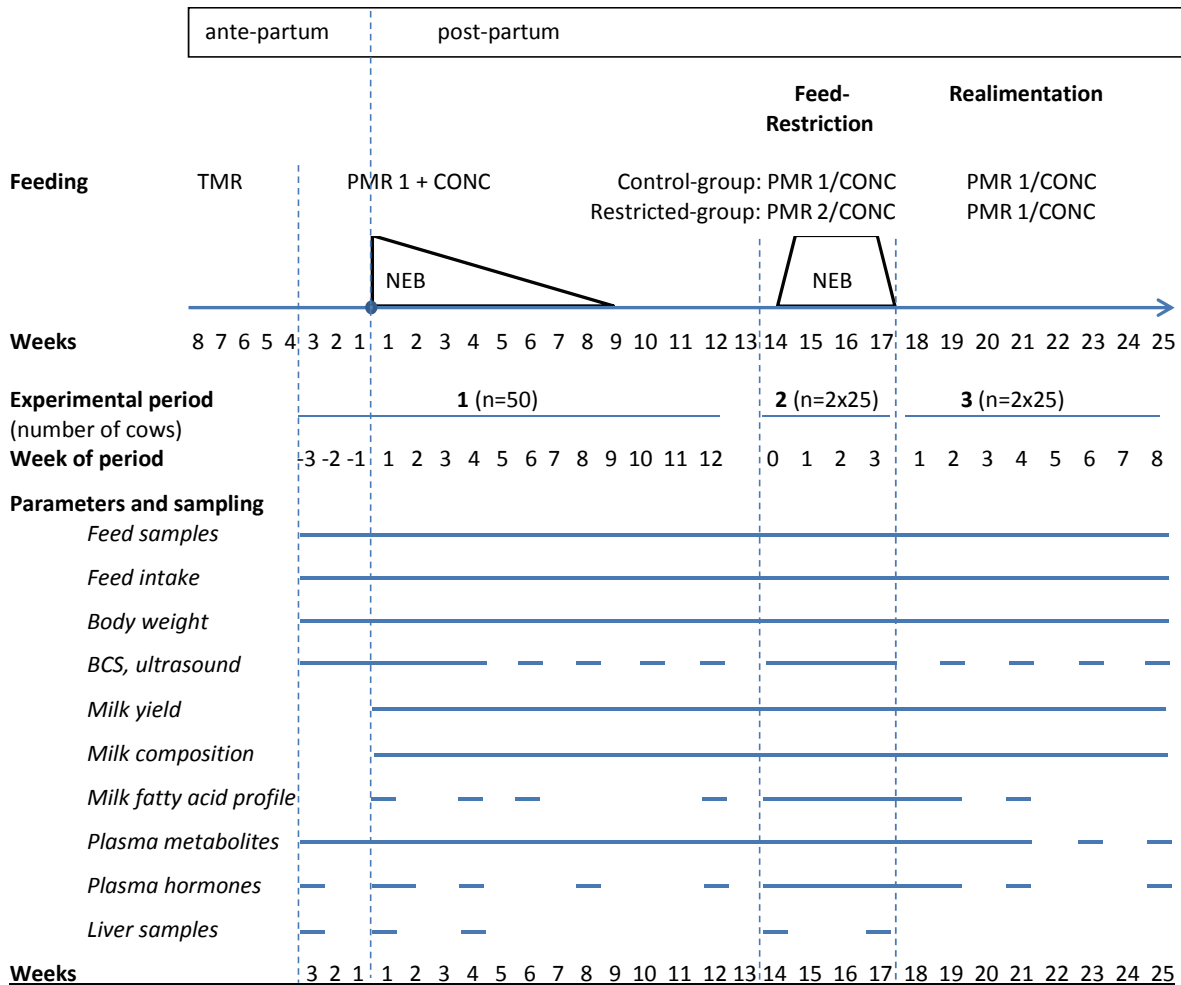 ante-partum post-partum
Feed- Realimentation
Restriction
Feeding TMR PMR 1 + CONC Control-group: PMR 1/CONC PMR 1/CONC
Restricted-group: PMR 2/CONC PMR 1/CONC
NEB NEB
Weeks 8 7 6 5 4 3 2 1 1 2 3 4 5 6 7 8 9 10 11 12 13 14 15 16 17 18 19 20 21 22 23 24 25
Experimental period 1 (n=50) 2 (n=2x25) 3 (n=2x25)
(number of cows)
Week of period -3 -2 -1 1 2 3 4 5 6 7 8 9 10 11 12 0 1 2 3 1 2 3 4 5 6 7 8
Parameters and sampling
Feed samples
Feed intake
Body weight
BCS, ultrasound
Milk yield
Milk composition
Milk fatty acid profile
Plasma metabolites
Plasma hormones
Liver samples
Weeks 3 2 1 1 2 3 4 5 6 7 8 9 10 11 12 13 14 15 16 17 18 19 20 21 22 23 24 25